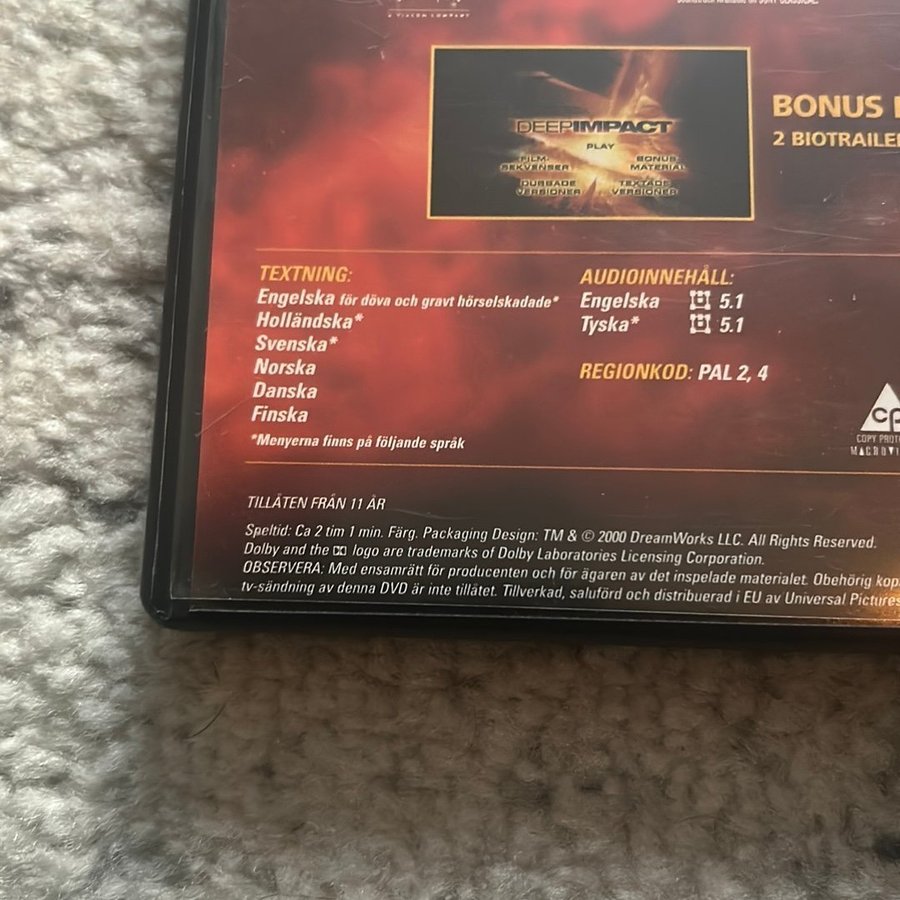 A VIACOM COMPANY
DEEPIMPACT
PLAY
FILM-
SEKVENSER
BONUS
MATERIAL
DUBBADE
VERSIONER
TEXTADE
VERSIONER
BONUS
2 BIOTRAILE
TEXTNING:
Engelska för döva och gravt hörselskadade*
Holländska*
Svenska*
Norska
Danska
Finska
*Menyerna finns på följande språk
AUDIOINNEHÅLL:
Engelska 5.1
Tyska* 5.1
REGIONKOD: PAL 2, 4
COPY PROT
MACROVI
TILLÅTEN FRÅN 11 ÅR
Speltid: Ca 2 tim 1 min. Färg. Packaging Design: TM & © 2000 DreamWorks LLC. All Rights Reserved.
Dolby and the logo are trademarks of Dolby Laboratories Licensing Corporation.
OBSERVERA: Med ensamrätt för producenten och för ägaren av det inspelade materialet. Obehörig kop
tv-sändning av denna DVD är inte tillåtet. Tillverkad, saluförd och distribuerad i EU av Universal Pictures